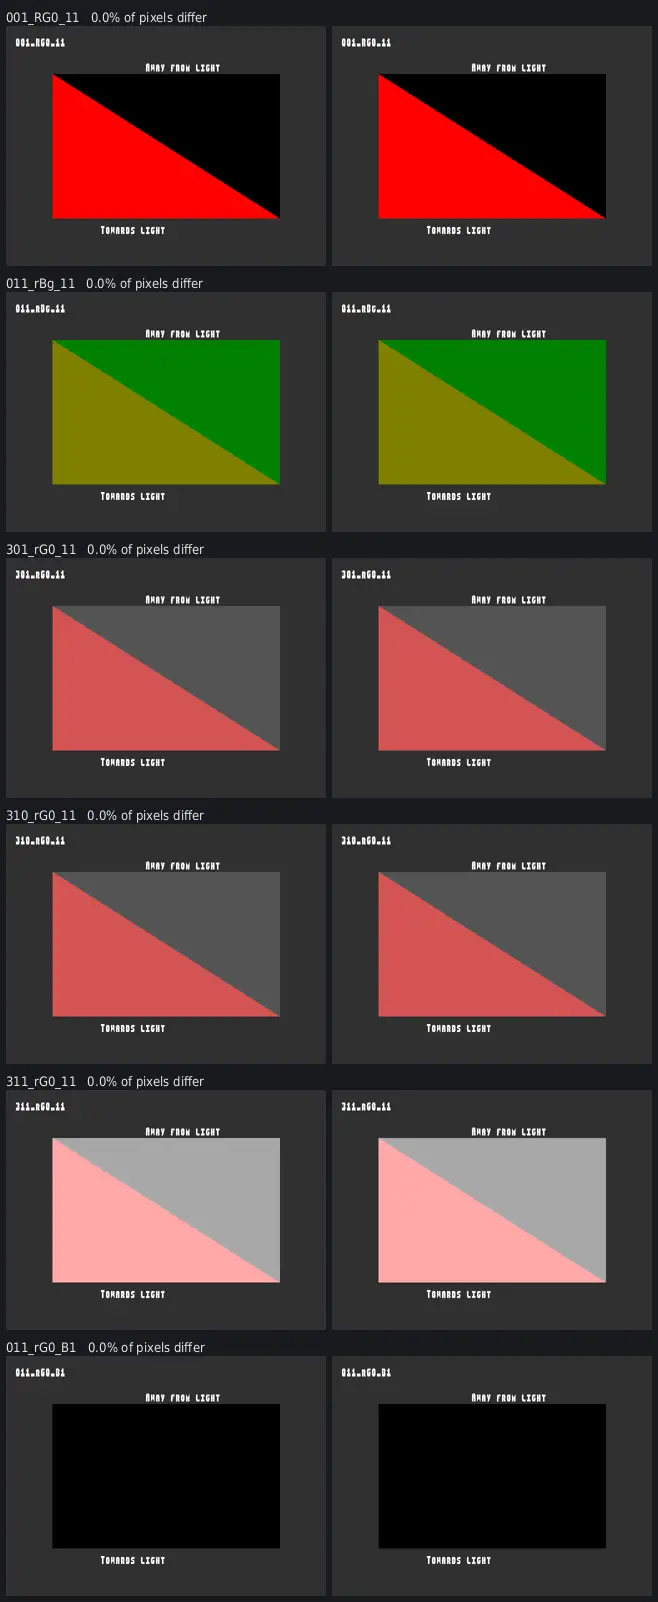 001_RG0_11 0.0% of pixels differ
001_RG0_11 001_RG0_11
Away from light Away from light
Towards light Towards light
011_rBg_11 0.0% of pixels differ
011_rBg_11 011_rBg_11
Away from light Away from light
Towards light Towards light
301_rG0_11 0.0% of pixels differ
301_rG0_11 301_rG0_11
Away from light Away from light
Towards light Towards light
310_rG0_11 0.0% of pixels differ
310_rG0_11 310_rG0_11
Away from light Away from light
Towards light Towards light
311_rG0_11 0.0% of pixels differ
311_rG0_11 311_rG0_11
Away from light Away from light
Towards light Towards light
011_rG0_B1 0.0% of pixels differ
011_rG0_B1 011_rG0_B1
Away from light Away from light
Towards light Towards light